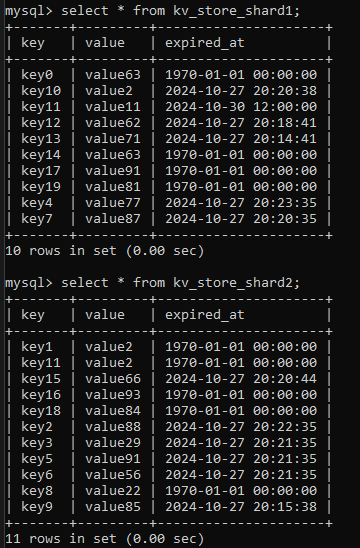 mysql> select * from kv_store_shard1;
+-------+---------+---------------------+
| key   | value   | expired_at          |
+-------+---------+---------------------+
| key0  | value63 | 1970-01-01 00:00:00 |
| key10 | value2  | 2024-10-27 20:20:38 |
| key11 | value11 | 2024-10-30 12:00:00 |
| key12 | value62 | 2024-10-27 20:18:41 |
| key13 | value71 | 2024-10-27 20:14:41 |
| key14 | value63 | 1970-01-01 00:00:00 |
| key17 | value91 | 1970-01-01 00:00:00 |
| key19 | value81 | 1970-01-01 00:00:00 |
| key4  | value77 | 2024-10-27 20:23:35 |
| key7  | value87 | 2024-10-27 20:20:35 |
+-------+---------+---------------------+
10 rows in set (0.00 sec)

mysql> select * from kv_store_shard2;
+-------+---------+---------------------+
| key   | value   | expired_at          |
+-------+---------+---------------------+
| key1  | value2  | 1970-01-01 00:00:00 |
| key11 | value2  | 1970-01-01 00:00:00 |
| key15 | value66 | 2024-10-27 20:20:44 |
| key16 | value93 | 1970-01-01 00:00:00 |
| key18 | value84 | 1970-01-01 00:00:00 |
| key2  | value88 | 2024-10-27 20:22:35 |
| key3  | value29 | 2024-10-27 20:21:35 |
| key5  | value91 | 2024-10-27 20:21:35 |
| key6  | value56 | 2024-10-27 20:21:35 |
| key8  | value22 | 1970-01-01 00:00:00 |
| key9  | value85 | 2024-10-27 20:15:38 |
+-------+---------+---------------------+
11 rows in set (0.00 sec)